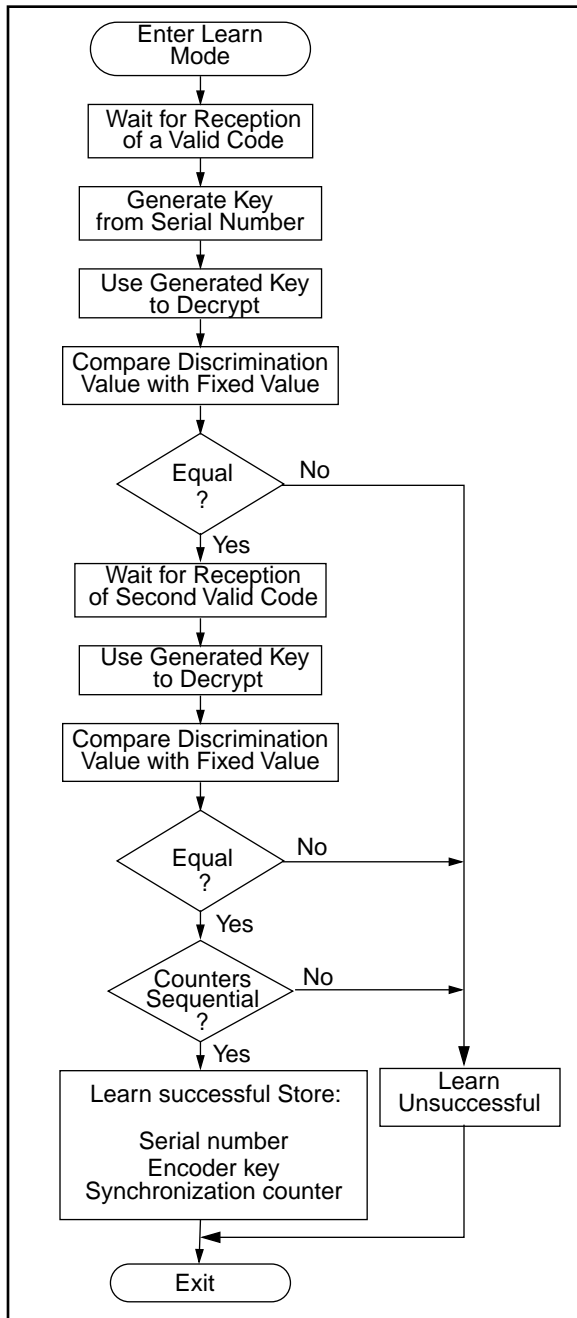 Enter Learn
Mode
Wait for Reception
of a Valid Code
Generate Key
from Serial Number
Use Generated Key
to Decrypt
Compare Discrimination
Value with Fixed Value
Equal
?
No
Yes
Wait for Reception
of Second Valid Code
Use Generated Key
to Decrypt
Compare Discrimination
Value with Fixed Value
Equal
?
No
Yes
Counters
Sequential
?
No
Yes
Learn successful Store:
Serial number
Encoder key
Synchronization counter
Learn
Unsuccessful
Exit